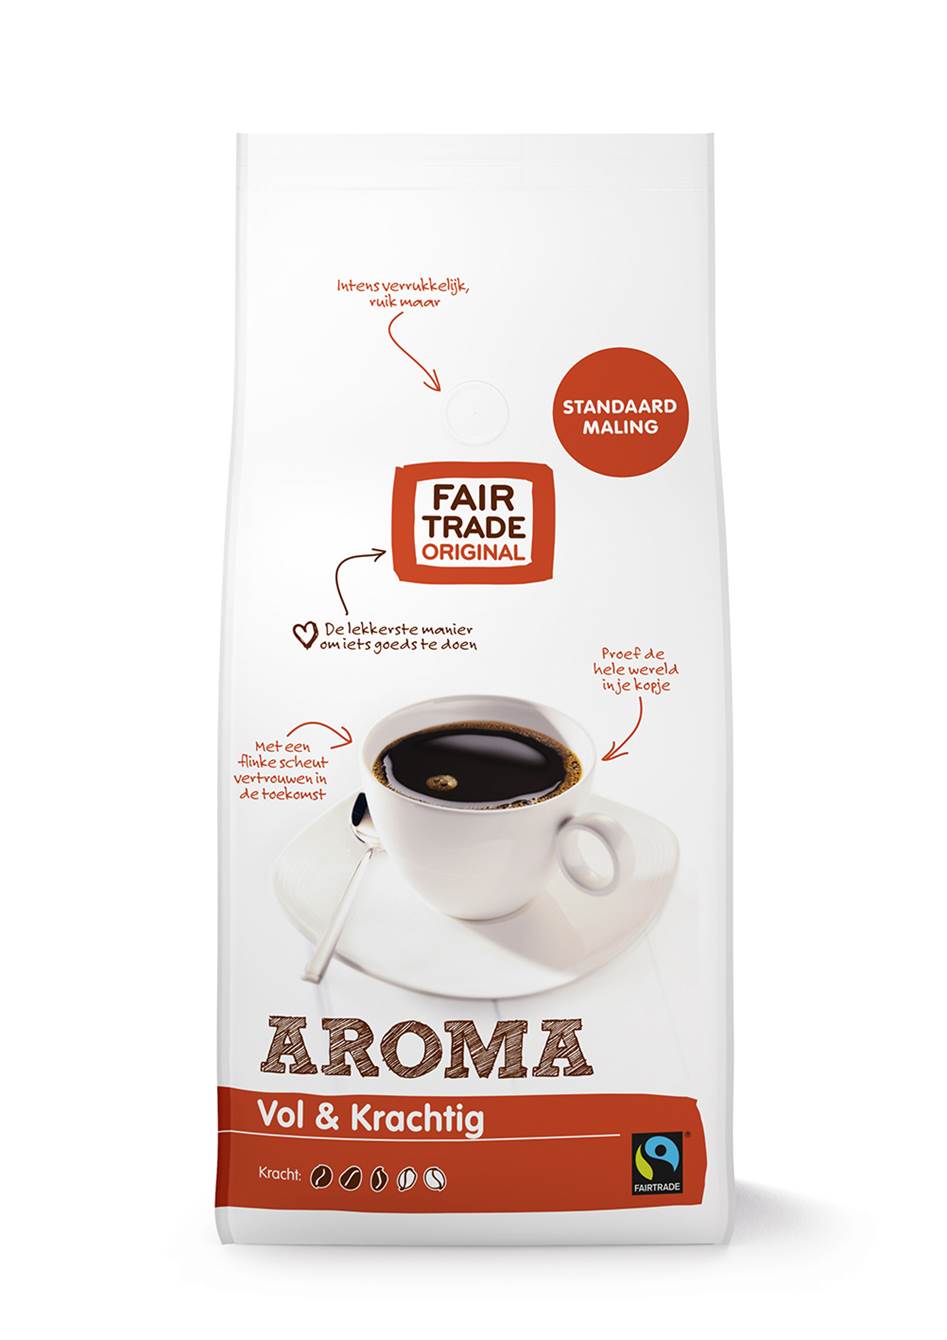 Intens verrukkelijk,
ruik maar
STANDAARD
MALING
FAIR
TRADE
ORIGINAL
De lekkerste manier
om iets goeds te doen
Proef de
hele wereld
in je kopje
Met een
flinke scheut
vertrouwen in
de toekomst
AROMA
Vol & Krachtig
Kracht:
FAIRTRADE
®